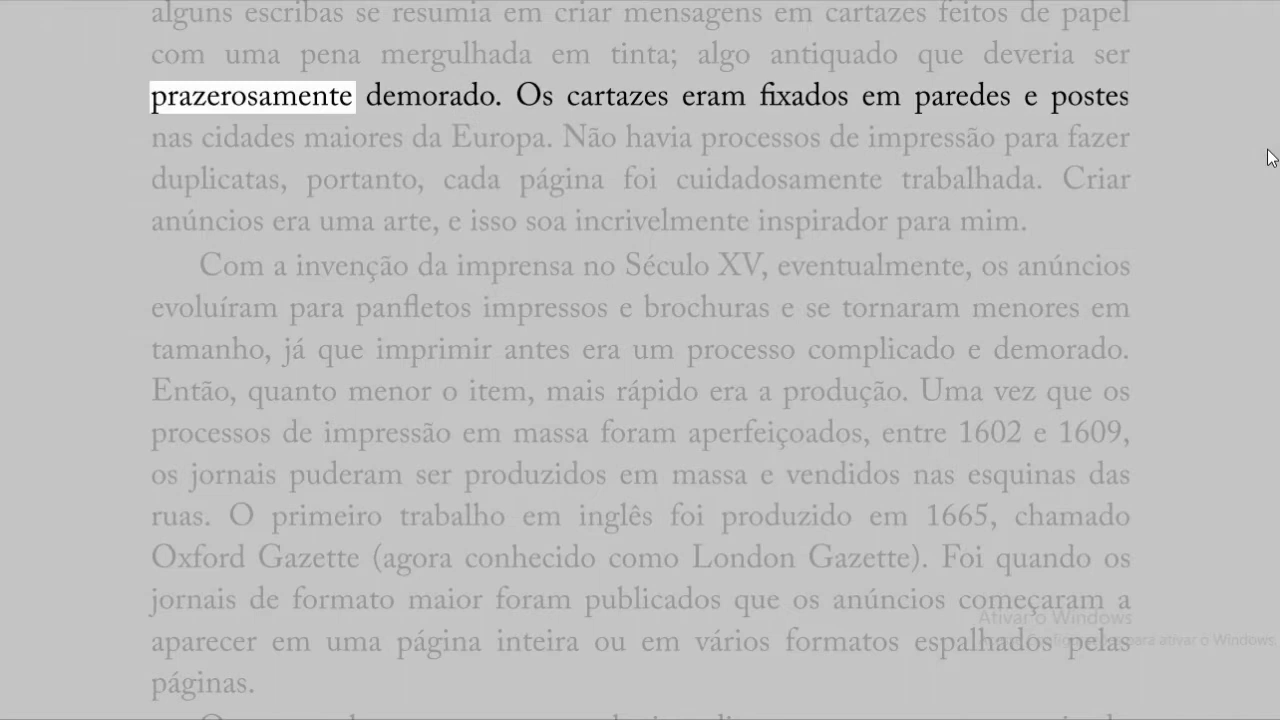 alguns escribas se resumia em criar mensagens em cartazes feitos de papel
com uma pena mergulhada em tinta; algo antiquado que deveria ser
prazerosamente demorado. Os cartazes eram fixados em paredes e postes
nas cidades maiores da Europa. Não havia processos de impressão para fazer
duplicatas, portanto, cada página foi cuidadosamente trabalhada. Criar
anúncios era uma arte, e isso soa incrivelmente inspirador para mim.
Com a invenção da imprensa no Século XV, eventualmente, os anúncios
evoluíram para panfletos impressos e brochuras e se tornaram menores em
tamanho, já que imprimir antes era um processo complicado e demorado.
Então, quanto menor o item, mais rápido era a produção. Uma vez que os
processos de impressão em massa foram aperfeiçoados, entre 1602 e 1609,
os jornais puderam ser produzidos em massa e vendidos nas esquinas das
ruas. O primeiro trabalho em inglês foi produzido em 1665, chamado
Oxford Gazette (agora conhecido como London Gazette). Foi quando os
jornais de formato maior foram publicados que os anúncios começaram a
Ativar o Windows
aparecer em uma página inteira ou em vários formatos espalhados pelas
para ativar o Windows.
páginas.